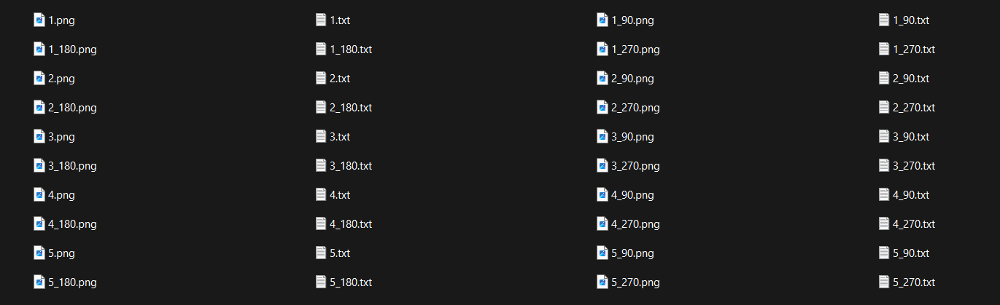 1.png 1.txt 1_90.png 1_90.txt
1_180.png 1_180.txt 1_270.png 1_270.txt
2.png 2.txt 2_90.png 2_90.txt
2_180.png 2_180.txt 2_270.png 2_270.txt
3.png 3.txt 3_90.png 3_90.txt
3_180.png 3_180.txt 3_270.png 3_270.txt
4.png 4.txt 4_90.png 4_90.txt
4_180.png 4_180.txt 4_270.png 4_270.txt
5.png 5.txt 5_90.png 5_90.txt
5_180.png 5_180.txt 5_270.png 5_270.txt